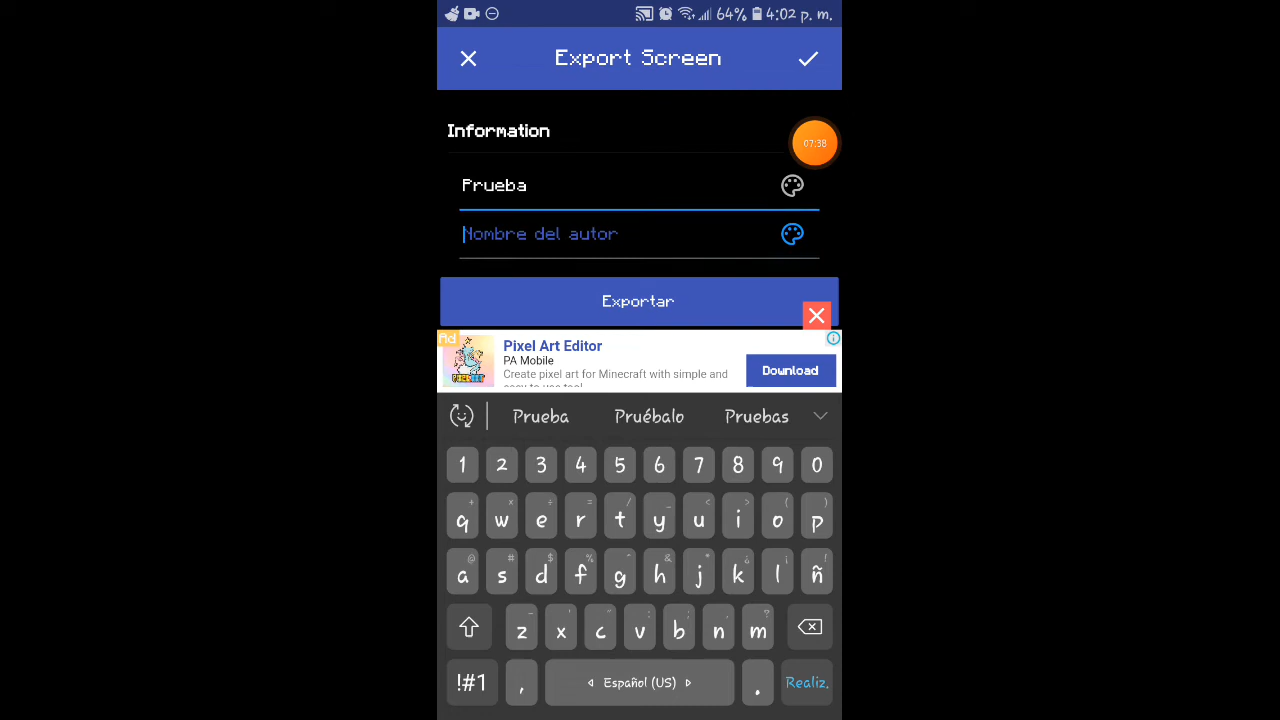 64% 4:02 p. m.
Export Screen
Information
07:38
Prueba
Nombre del autor
Exportar
Ad
Pixel Art Editor
PA Mobile
Create pixel art for Minecraft with simple and
Download
Prueba Pruébalo Pruebas
1 2 3 4 5 6 7 8 9 0
q w e r t y u i o p
a s d f g h j k l ñ
z x c v b n m
!#1 , Español (US) . Realiz.